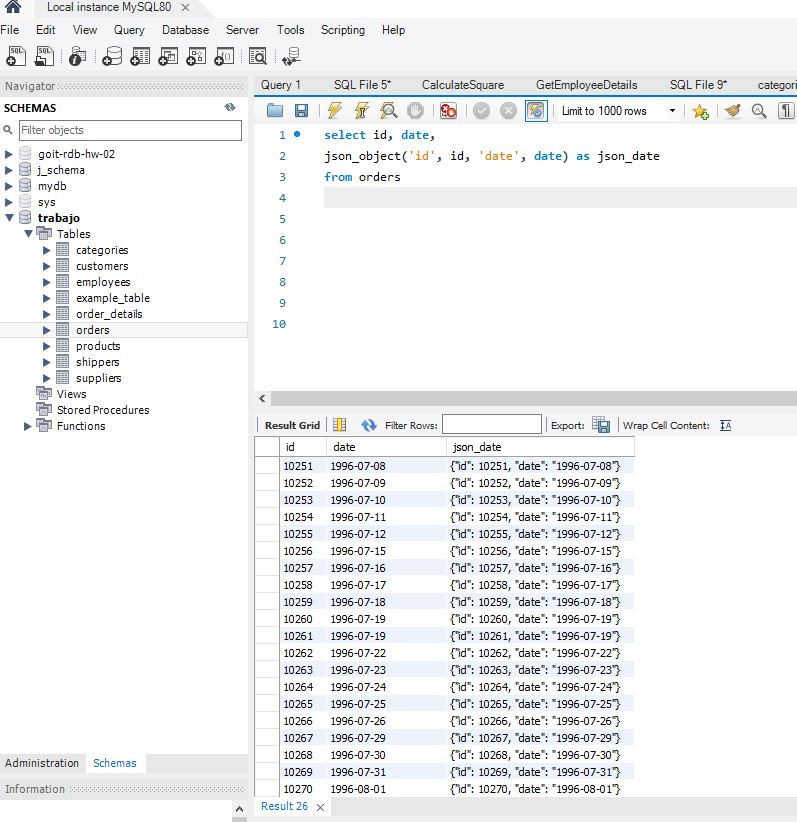 Local instance MySQL80
File Edit View Query Database Server Tools Scripting Help
Navigator
SCHEMAS
Filter objects
goit-rdb-hw-02
j_schema
mydb
sys
trabajo
Tables
categories
customers
employees
example_table
order_details
orders
products
shippers
suppliers
Views
Stored Procedures
Functions
Administration Schemas
Information
Query 1 SQL File 5* CalculateSquare GetEmployeeDetails SQL File 9* categori
Limit to 1000 rows
1 select id, date,
2 json_object('id', id, 'date', date) as json_date
3 from orders
4
5
6
7
8
9
10
Result Grid Filter Rows: Export: Wrap Cell Content:
id date json_date
10251 1996-07-08 {"id": 10251, "date": "1996-07-08"}
10252 1996-07-09 {"id": 10252, "date": "1996-07-09"}
10253 1996-07-10 {"id": 10253, "date": "1996-07-10"}
10254 1996-07-11 {"id": 10254, "date": "1996-07-11"}
10255 1996-07-12 {"id": 10255, "date": "1996-07-12"}
10256 1996-07-15 {"id": 10256, "date": "1996-07-15"}
10257 1996-07-16 {"id": 10257, "date": "1996-07-16"}
10258 1996-07-17 {"id": 10258, "date": "1996-07-17"}
10259 1996-07-18 {"id": 10259, "date": "1996-07-18"}
10260 1996-07-19 {"id": 10260, "date": "1996-07-19"}
10261 1996-07-19 {"id": 10261, "date": "1996-07-19"}
10262 1996-07-22 {"id": 10262, "date": "1996-07-22"}
10263 1996-07-23 {"id": 10263, "date": "1996-07-23"}
10264 1996-07-24 {"id": 10264, "date": "1996-07-24"}
10265 1996-07-25 {"id": 10265, "date": "1996-07-25"}
10266 1996-07-26 {"id": 10266, "date": "1996-07-26"}
10267 1996-07-29 {"id": 10267, "date": "1996-07-29"}
10268 1996-07-30 {"id": 10268, "date": "1996-07-30"}
10269 1996-07-31 {"id": 10269, "date": "1996-07-31"}
10270 1996-08-01 {"id": 10270, "date": "1996-08-01"}
Result 26